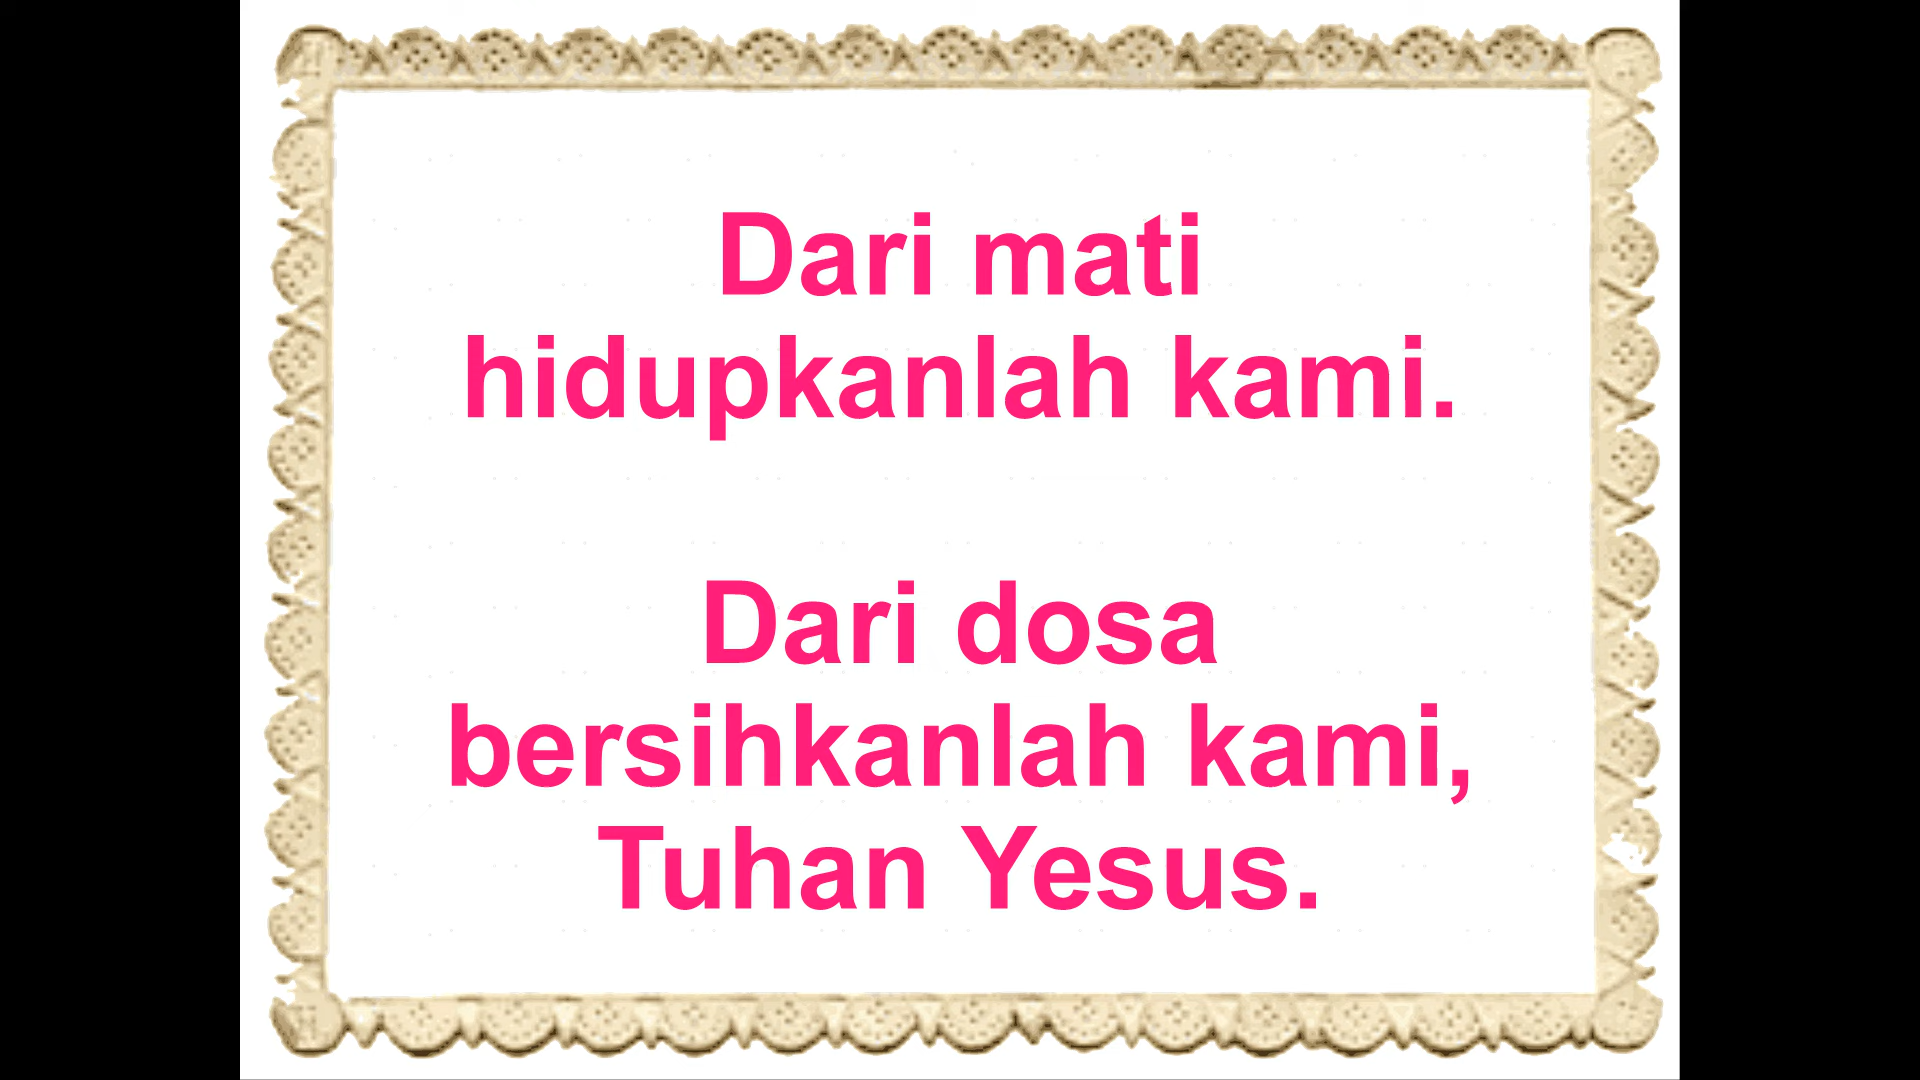 Dari mati
hidupkanlah kami.
Dari dosa
bersihkanlah kami,
Tuhan Yesus.